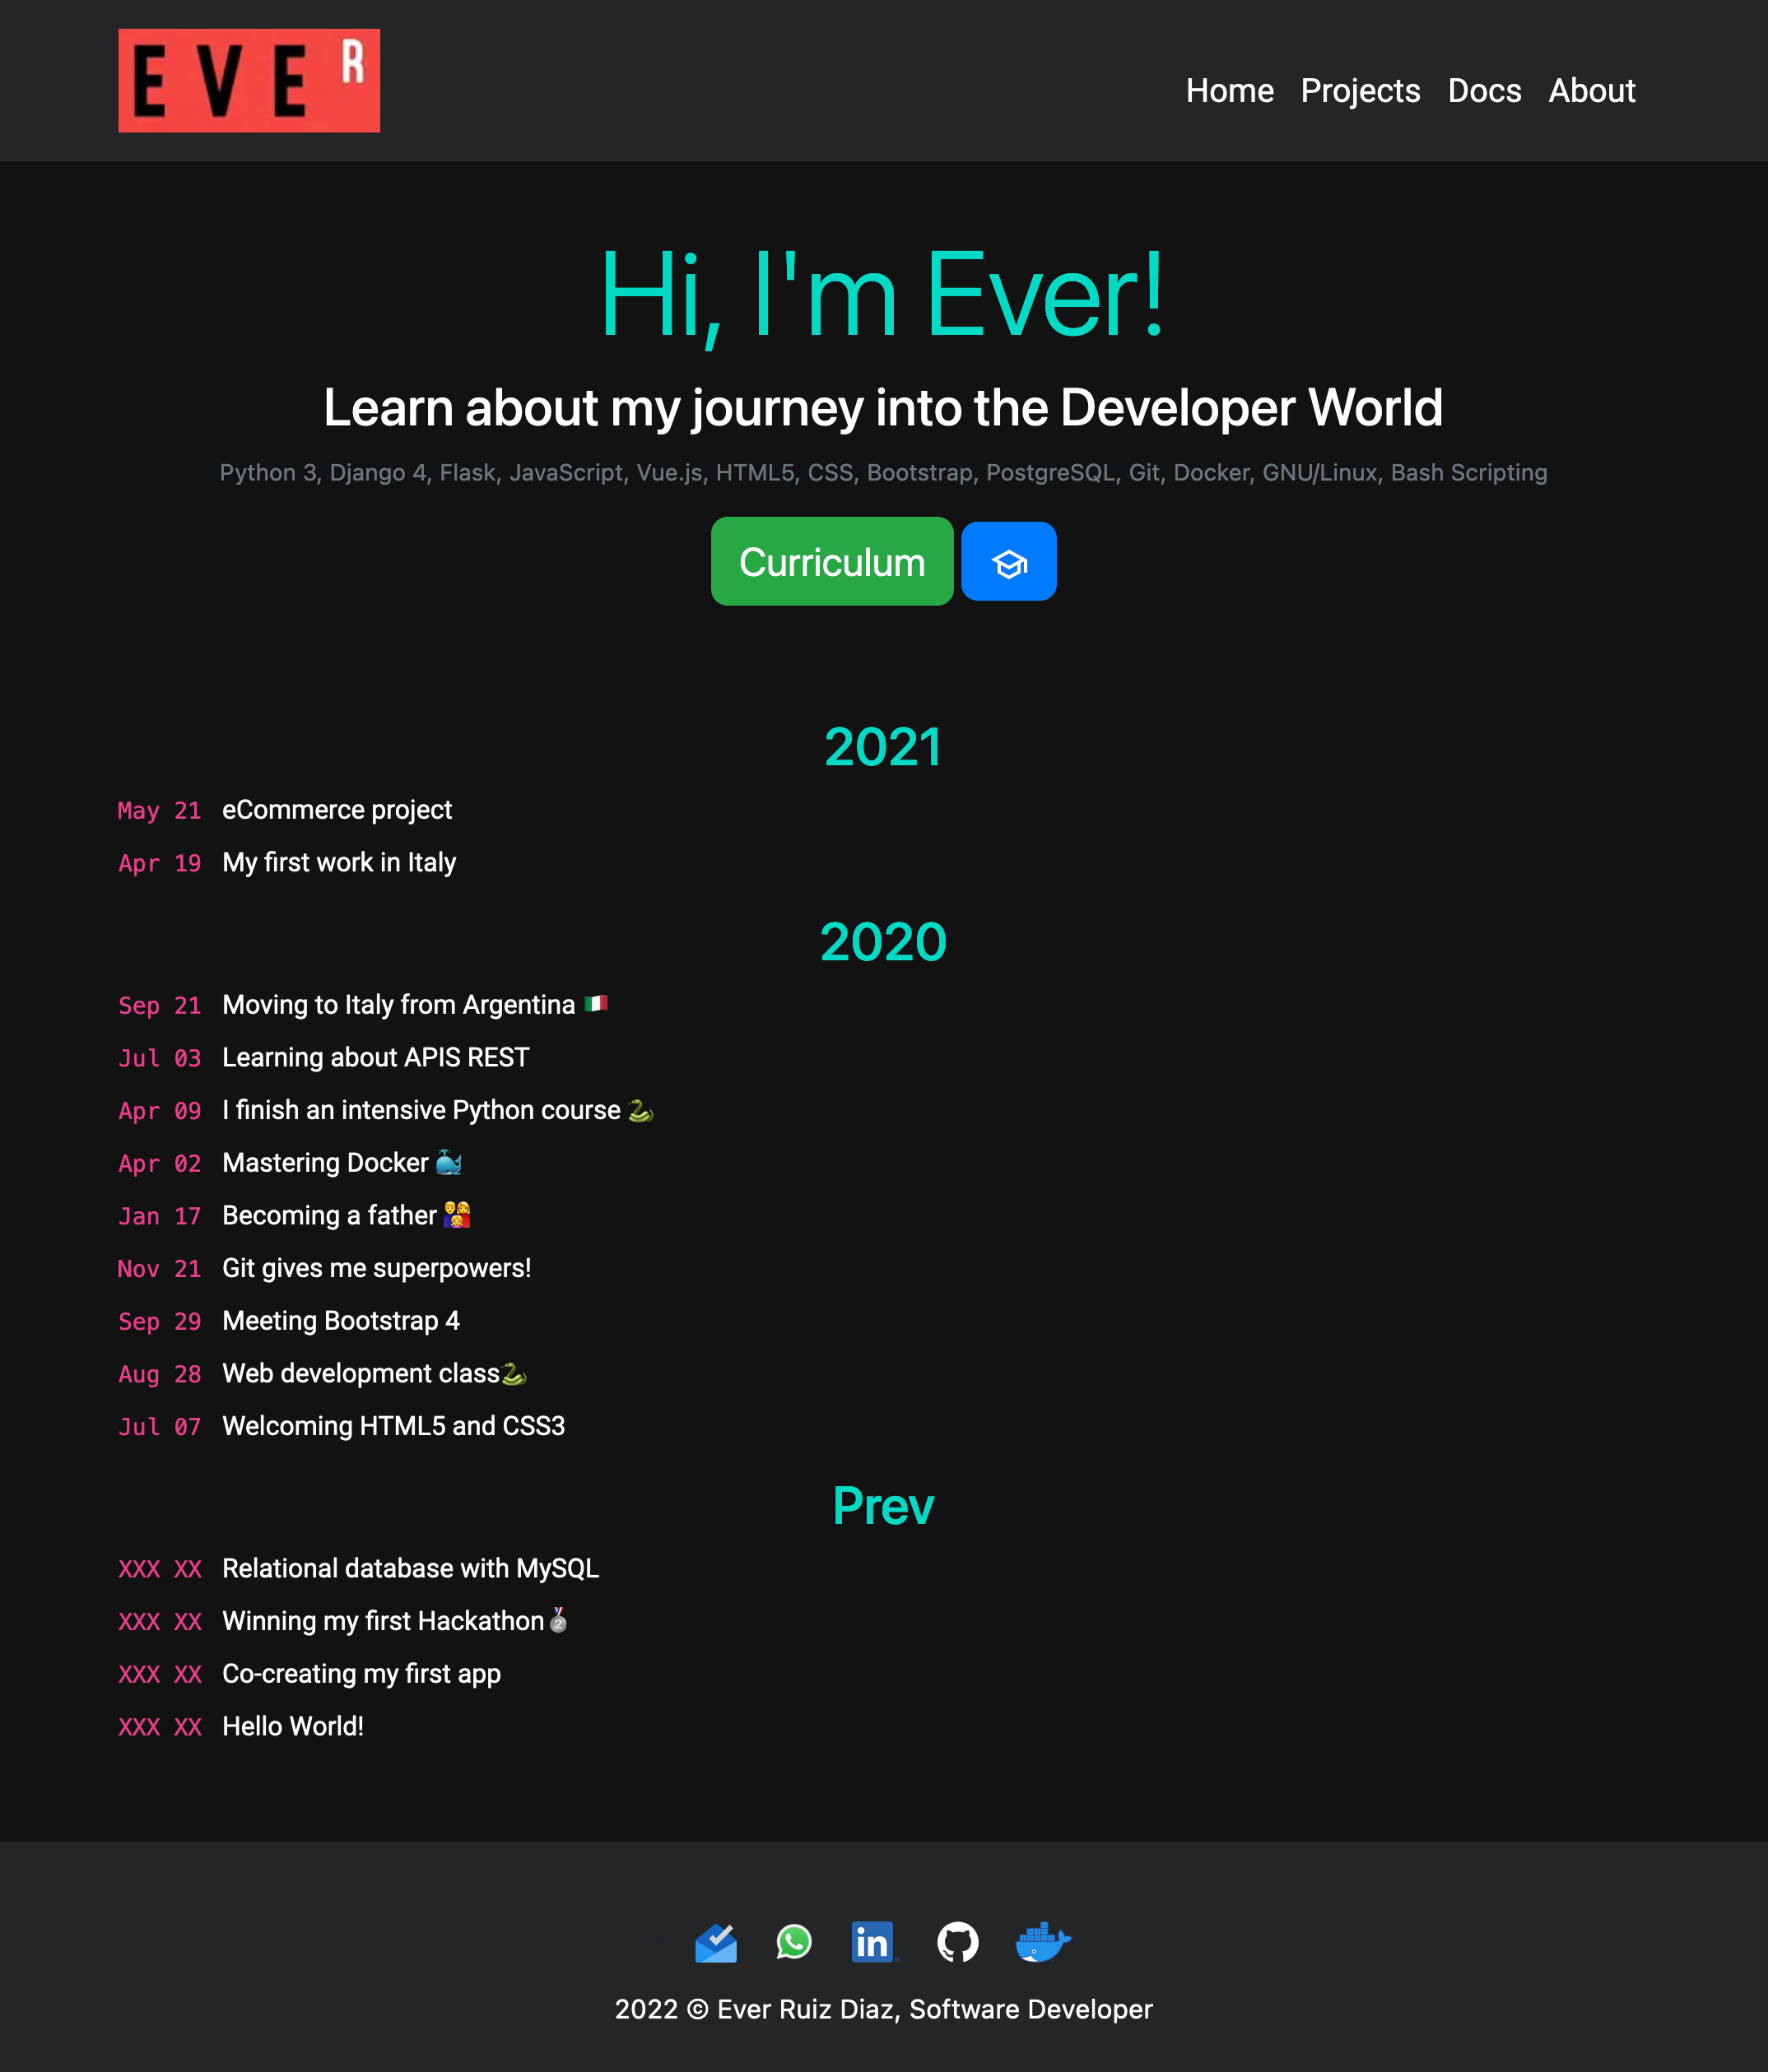 EVER
Home Projects Docs About
Hi, I'm Ever!
Learn about my journey into the Developer World
Python 3, Django 4, Flask, JavaScript, Vue.js, HTML5, CSS, Bootstrap, PostgreSQL, Git, Docker, GNU/Linux, Bash Scripting
Curriculum
2021
May 21 eCommerce project
Apr 19 My first work in Italy
2020
Sep 21 Moving to Italy from Argentina 🇮🇹
Jul 03 Learning about APIS REST
Apr 09 I finish an intensive Python course 🐍
Apr 02 Mastering Docker 🐳
Jan 17 Becoming a father 👨‍👩‍👧
Nov 21 Git gives me superpowers!
Sep 29 Meeting Bootstrap 4
Aug 28 Web development class🐍
Jul 07 Welcoming HTML5 and CSS3
Prev
XXX XX Relational database with MySQL
XXX XX Winning my first Hackathon🥈
XXX XX Co-creating my first app
XXX XX Hello World!
in
2022 © Ever Ruiz Diaz, Software Developer